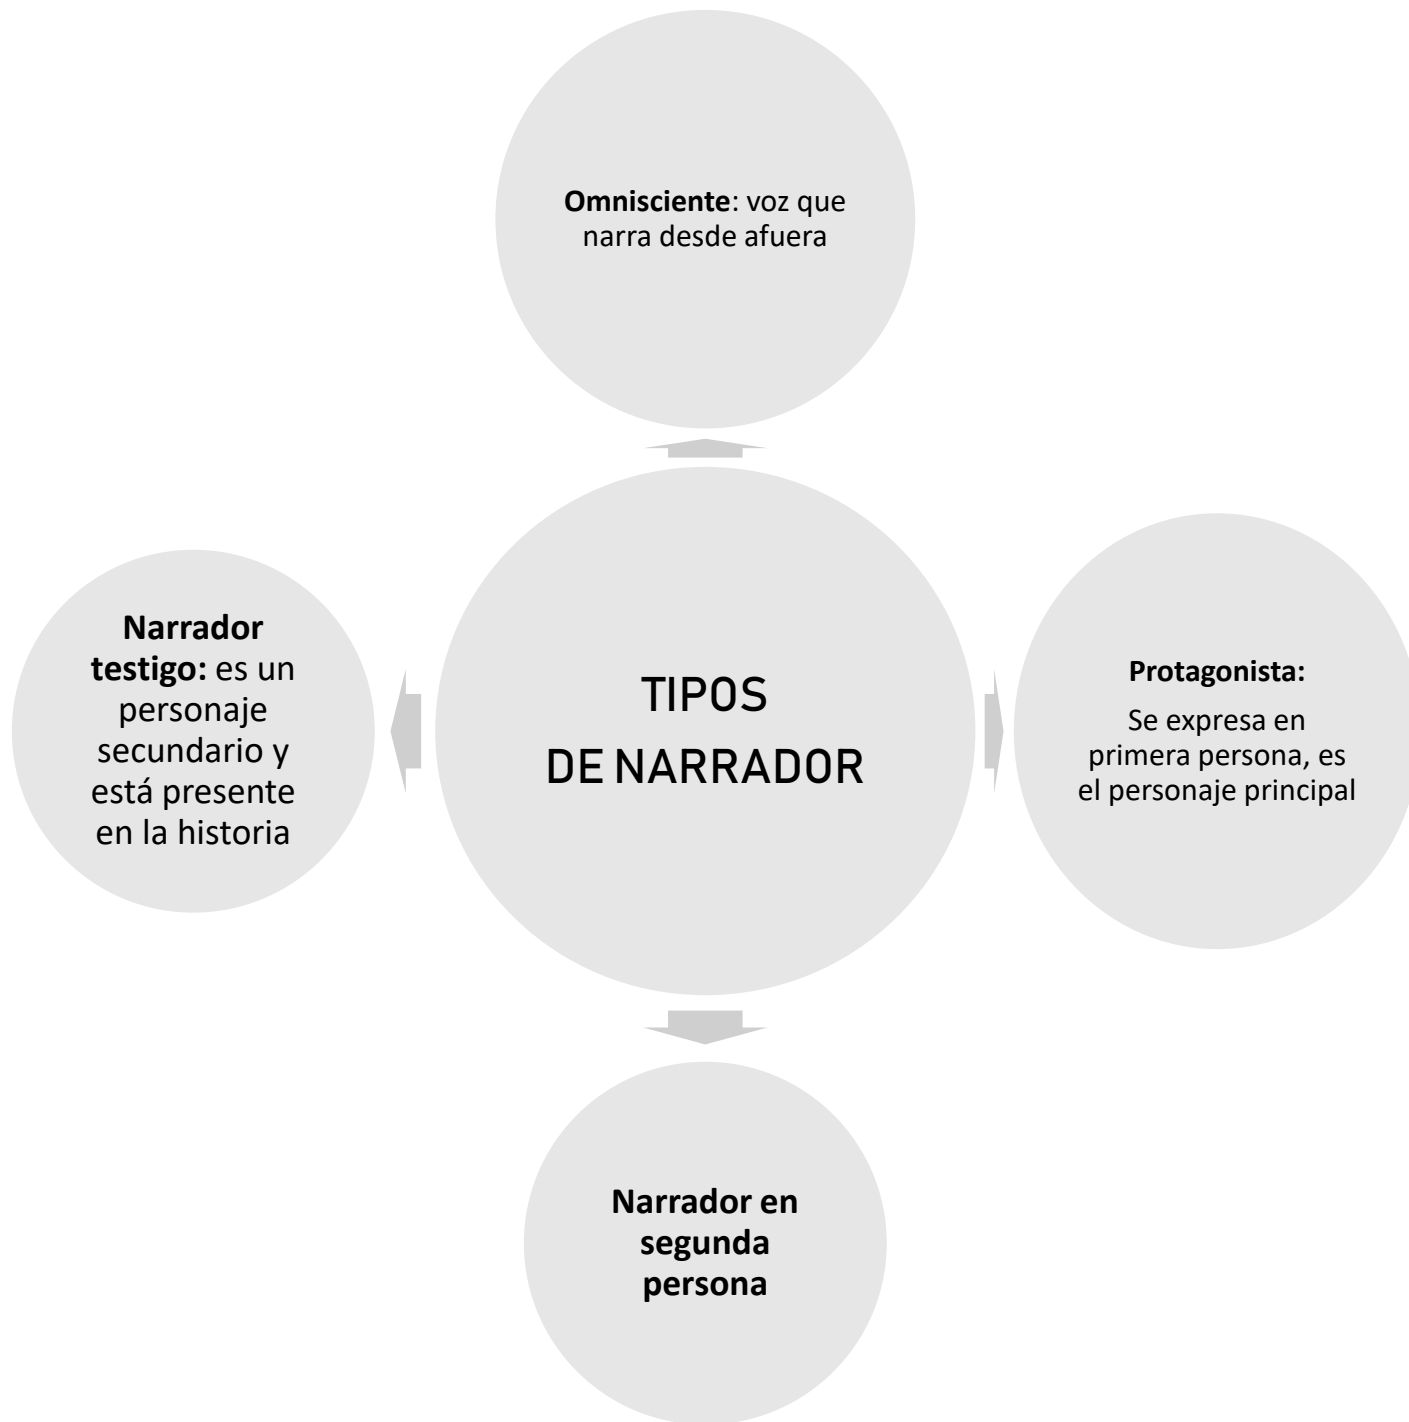 Omnisciente: voz que
narra desde afuera
Narrador
testigo: es un
personaje
secundario y
está presente
en la historia
TIPOS
DE NARRADOR
Protagonista:
Se expresa en
primera persona, es
el personaje principal
Narrador en
segunda
persona